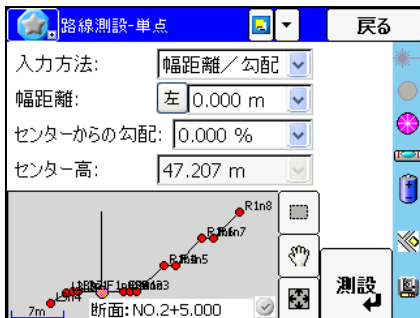 路線測設-単点
戻る
入力方法: 幅距離/勾配
幅距離: 左 0.000 m
センターからの勾配: 0.000 %
センター高: 47.207 m
R1n8
7m
断面: NO.2+5.000
測設